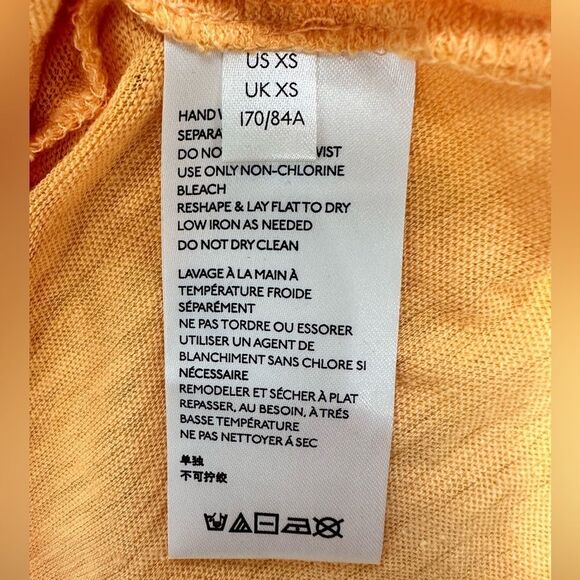 US XS
UK XS
170/84A
HAND
DO NO
USE ONLY NON-CHLORINE
BLEACH
RESHAPE & LAY FLAT TO DRY
LOW IRON AS NEEDED
DO NOT DRY CLEAN
LAVAGE À LA MAIN À
TEMPÉRATURE FROIDE
SÉPARÉMENT
NE PAS TORDRE OU ESSORER
UTILISER UN AGENT DE
BLANCHIMENT SANS CHLORE SI
NÉCESSAIRE
REMODELER ET SÉCHER À PLAT
REPASSER, AU BESOIN, À TRÉS
BASSE TEMPÉRATURE
NE PAS NETTOYER Á SEC
单独
不可拧绞